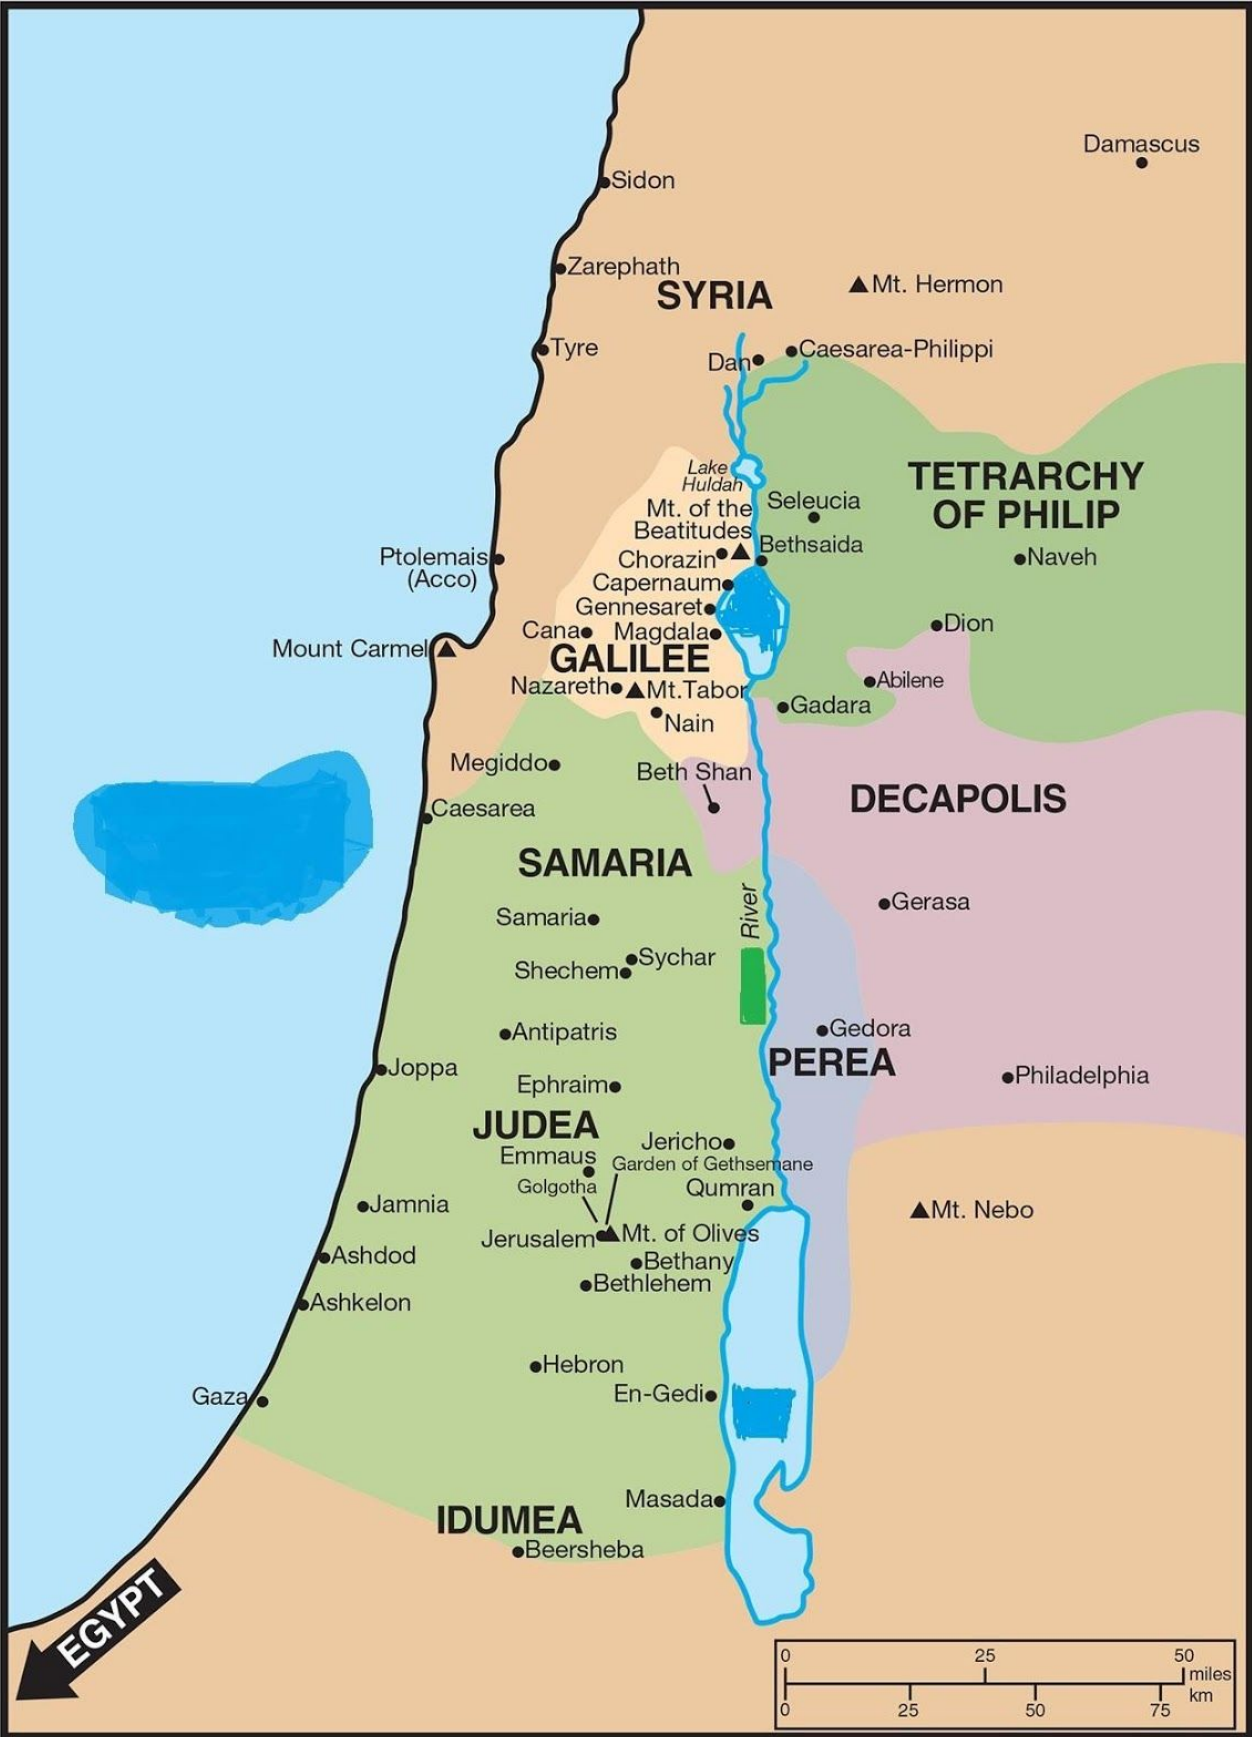 Damascus
Sidon
Zarephath
SYRIA
Mt. Hermon
Tyre
Dan
Caesarea-Philippi
Lake
Huldah
TETRARCHY
OF PHILIP
Seleucia
Mt. of the
Beatitudes
Bethsaida
Ptolemais
(Acco)
Chorazin
Naveh
Capernaum
Gennesaret
Cana
Magdala
Dion
Mount Carmel
GALILEE
Abilene
Nazareth
Mt.Tabor
Gadara
Nain
Megiddo
Beth Shan
DECAPOLIS
Caesarea
SAMARIA
River
Gerasa
Samaria
Sychar
Shechem
Antipatris
Gedora
PEREA
Joppa
Philadelphia
Ephraim
JUDEA
Jericho
Emmaus
Garden of Gethsemane
Golgotha
Qumran
Jamnia
Mt. Nebo
Jerusalem
Mt. of Olives
Ashdod
Bethany
Bethlehem
Ashkelon
Hebron
Gaza
En-Gedi
Masada
IDUMEA
Beersheba
EGYPT
0 25 50
miles
km
0 25 50 75